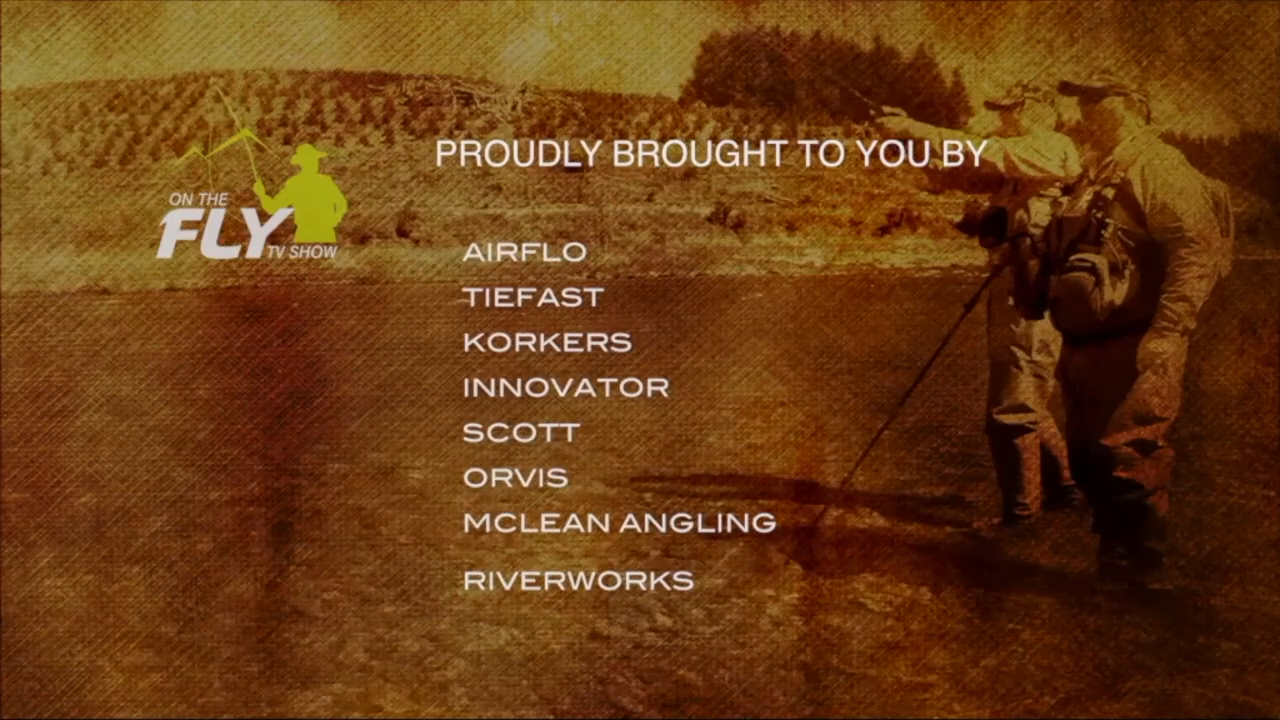 ON THE
FLY
TV SHOW
PROUDLY BROUGHT TO YOU BY
AIRFLO
TIEFAST
KORKERS
INNOVATOR
SCOTT
ORVIS
MCLEAN ANGLING
RIVERWORKS